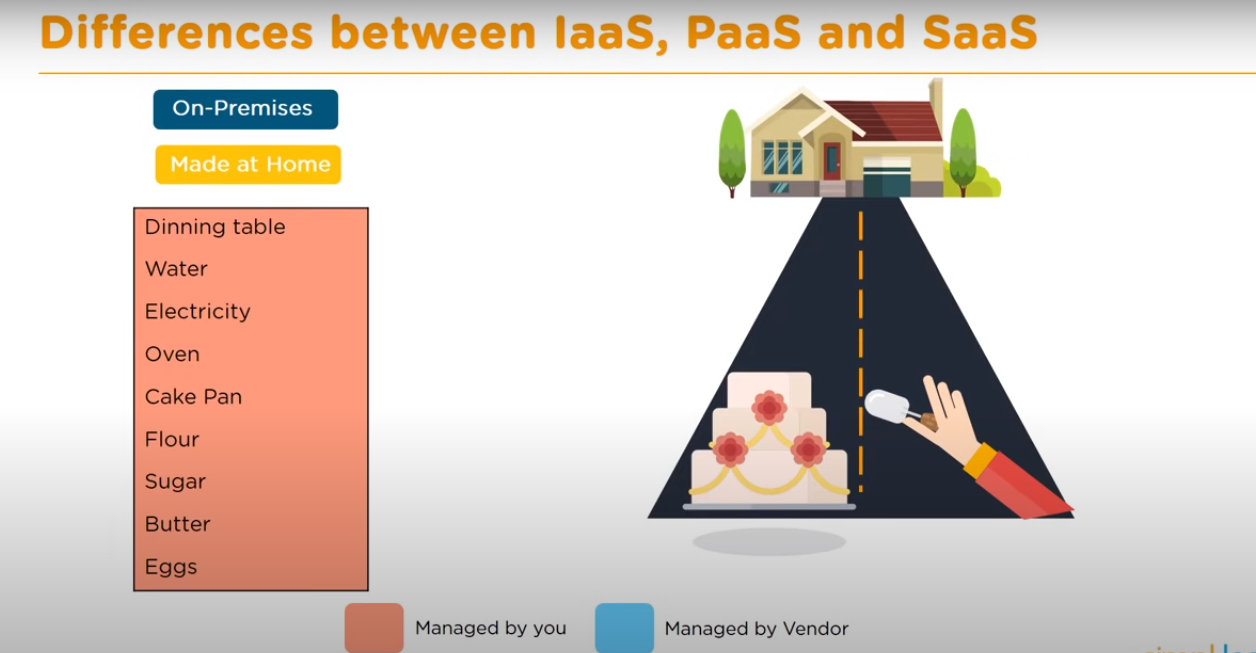 Differences between IaaS, PaaS and SaaS
On-Premises
Made at Home
Dinning table
Water
Electricity
Oven
Cake Pan
Flour
Sugar
Butter
Eggs
Managed by you
Managed by Vendor